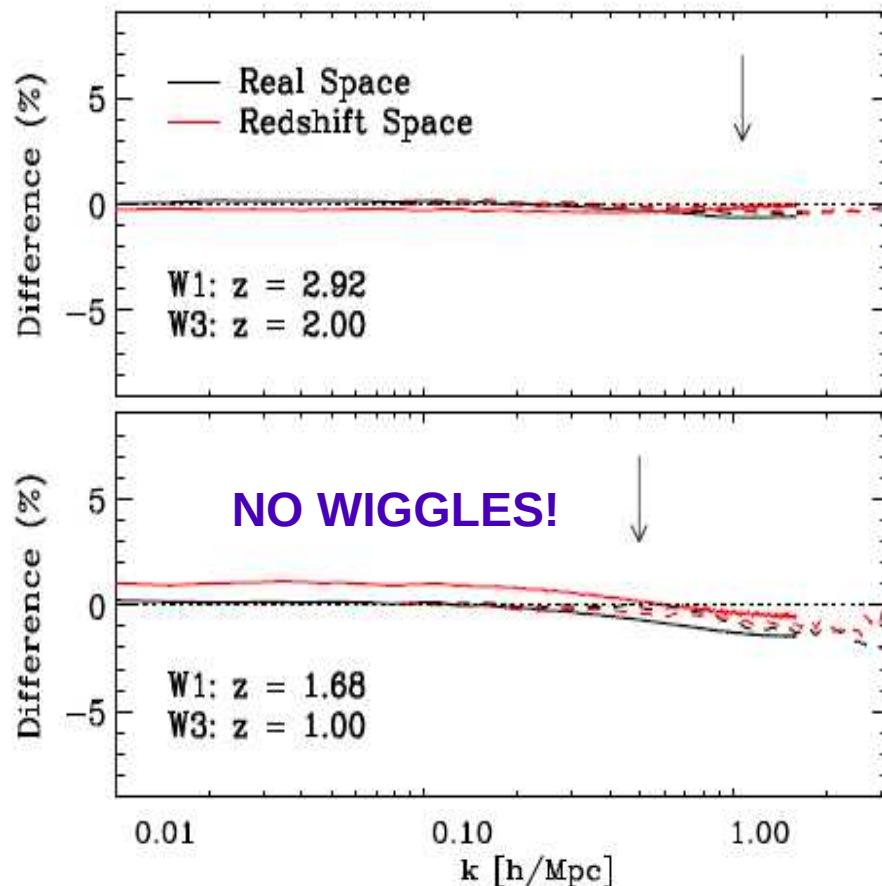 Difference (%)
5
0
−5
Real Space
Redshift Space
W1: z = 2.92
W3: z = 2.00
Difference (%)
5
0
−5
NO WIGGLES!
W1: z = 1.68
W3: z = 1.00
0.01 0.10 1.00
k [h/Mpc]